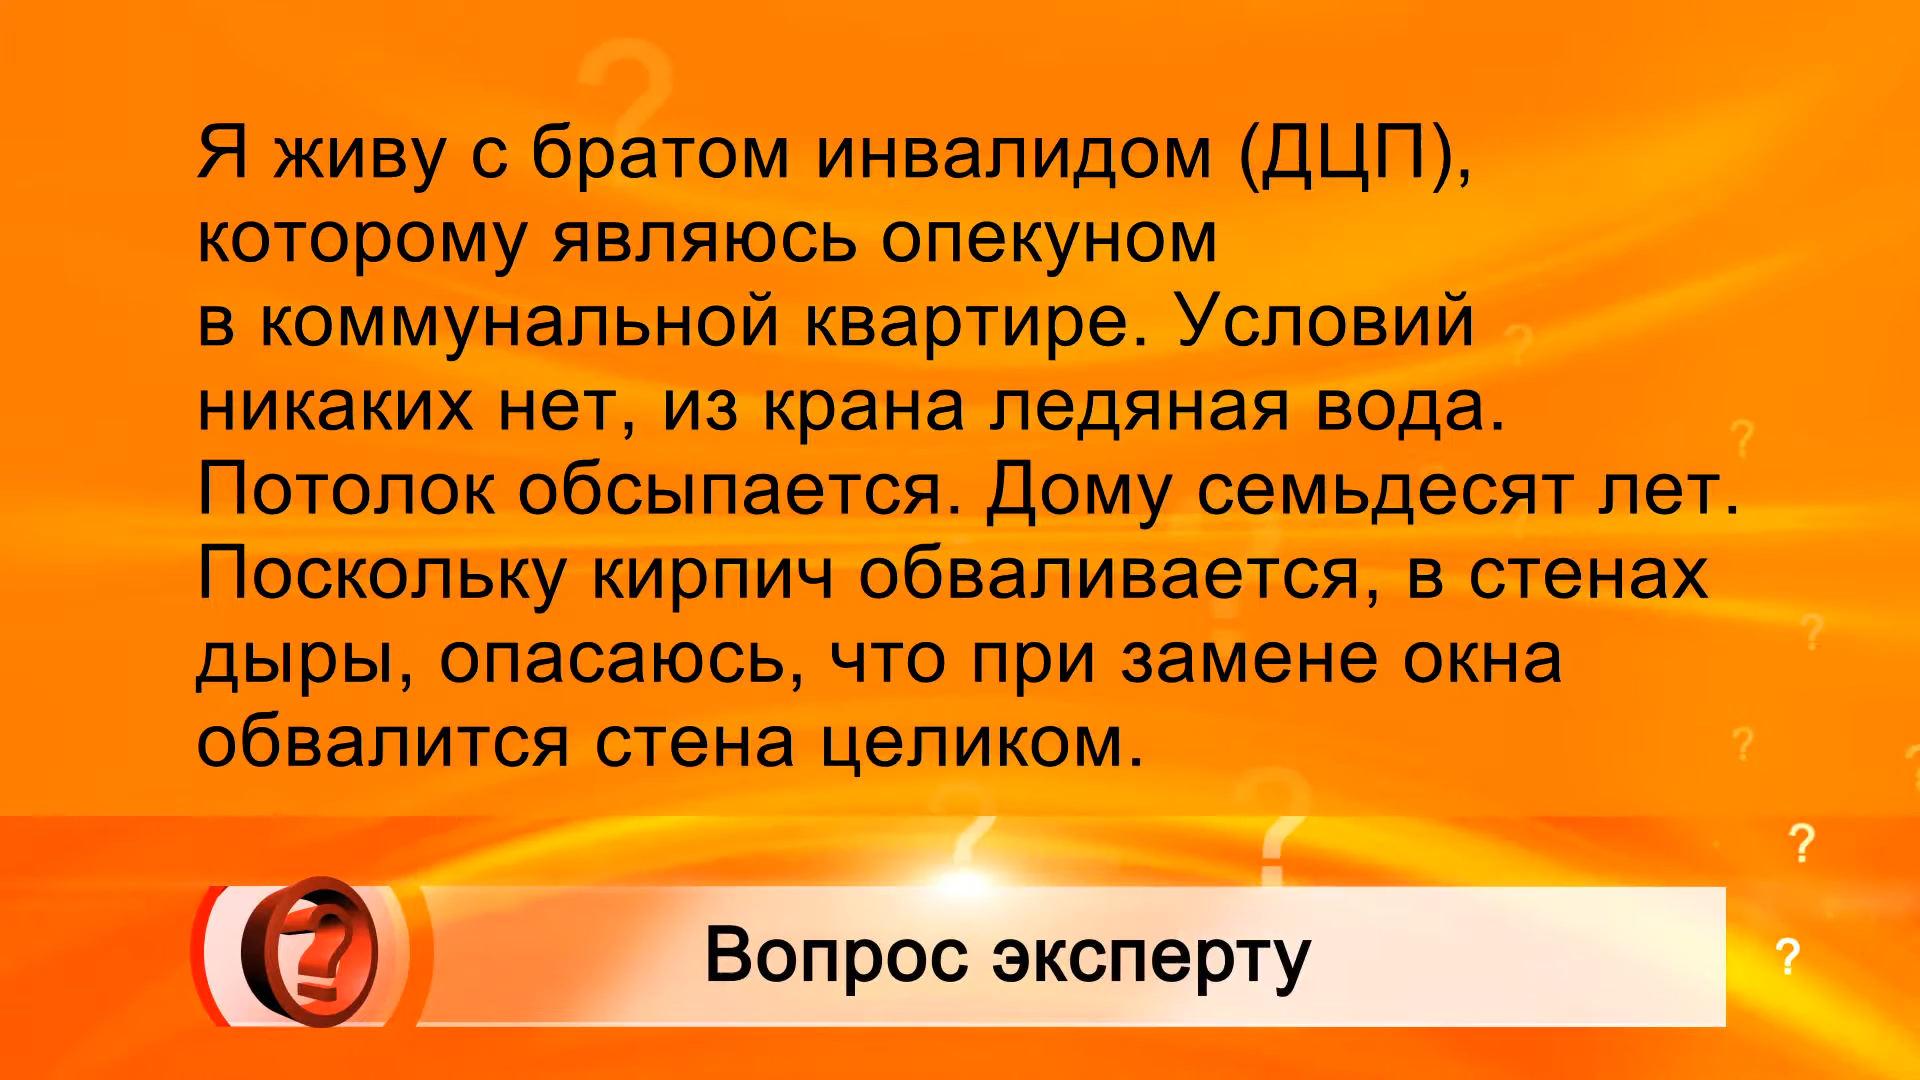 Я живу с братом инвалидом (ДЦП),
которому являюсь опекуном
в коммунальной квартире. Условий
никаких нет, из крана ледяная вода.
Потолок обсыпается. Дому семьдесят лет.
Поскольку кирпич обваливается, в стенах
дыры, опасаюсь, что при замене окна
обвалится стена целиком.
Вопрос эксперту